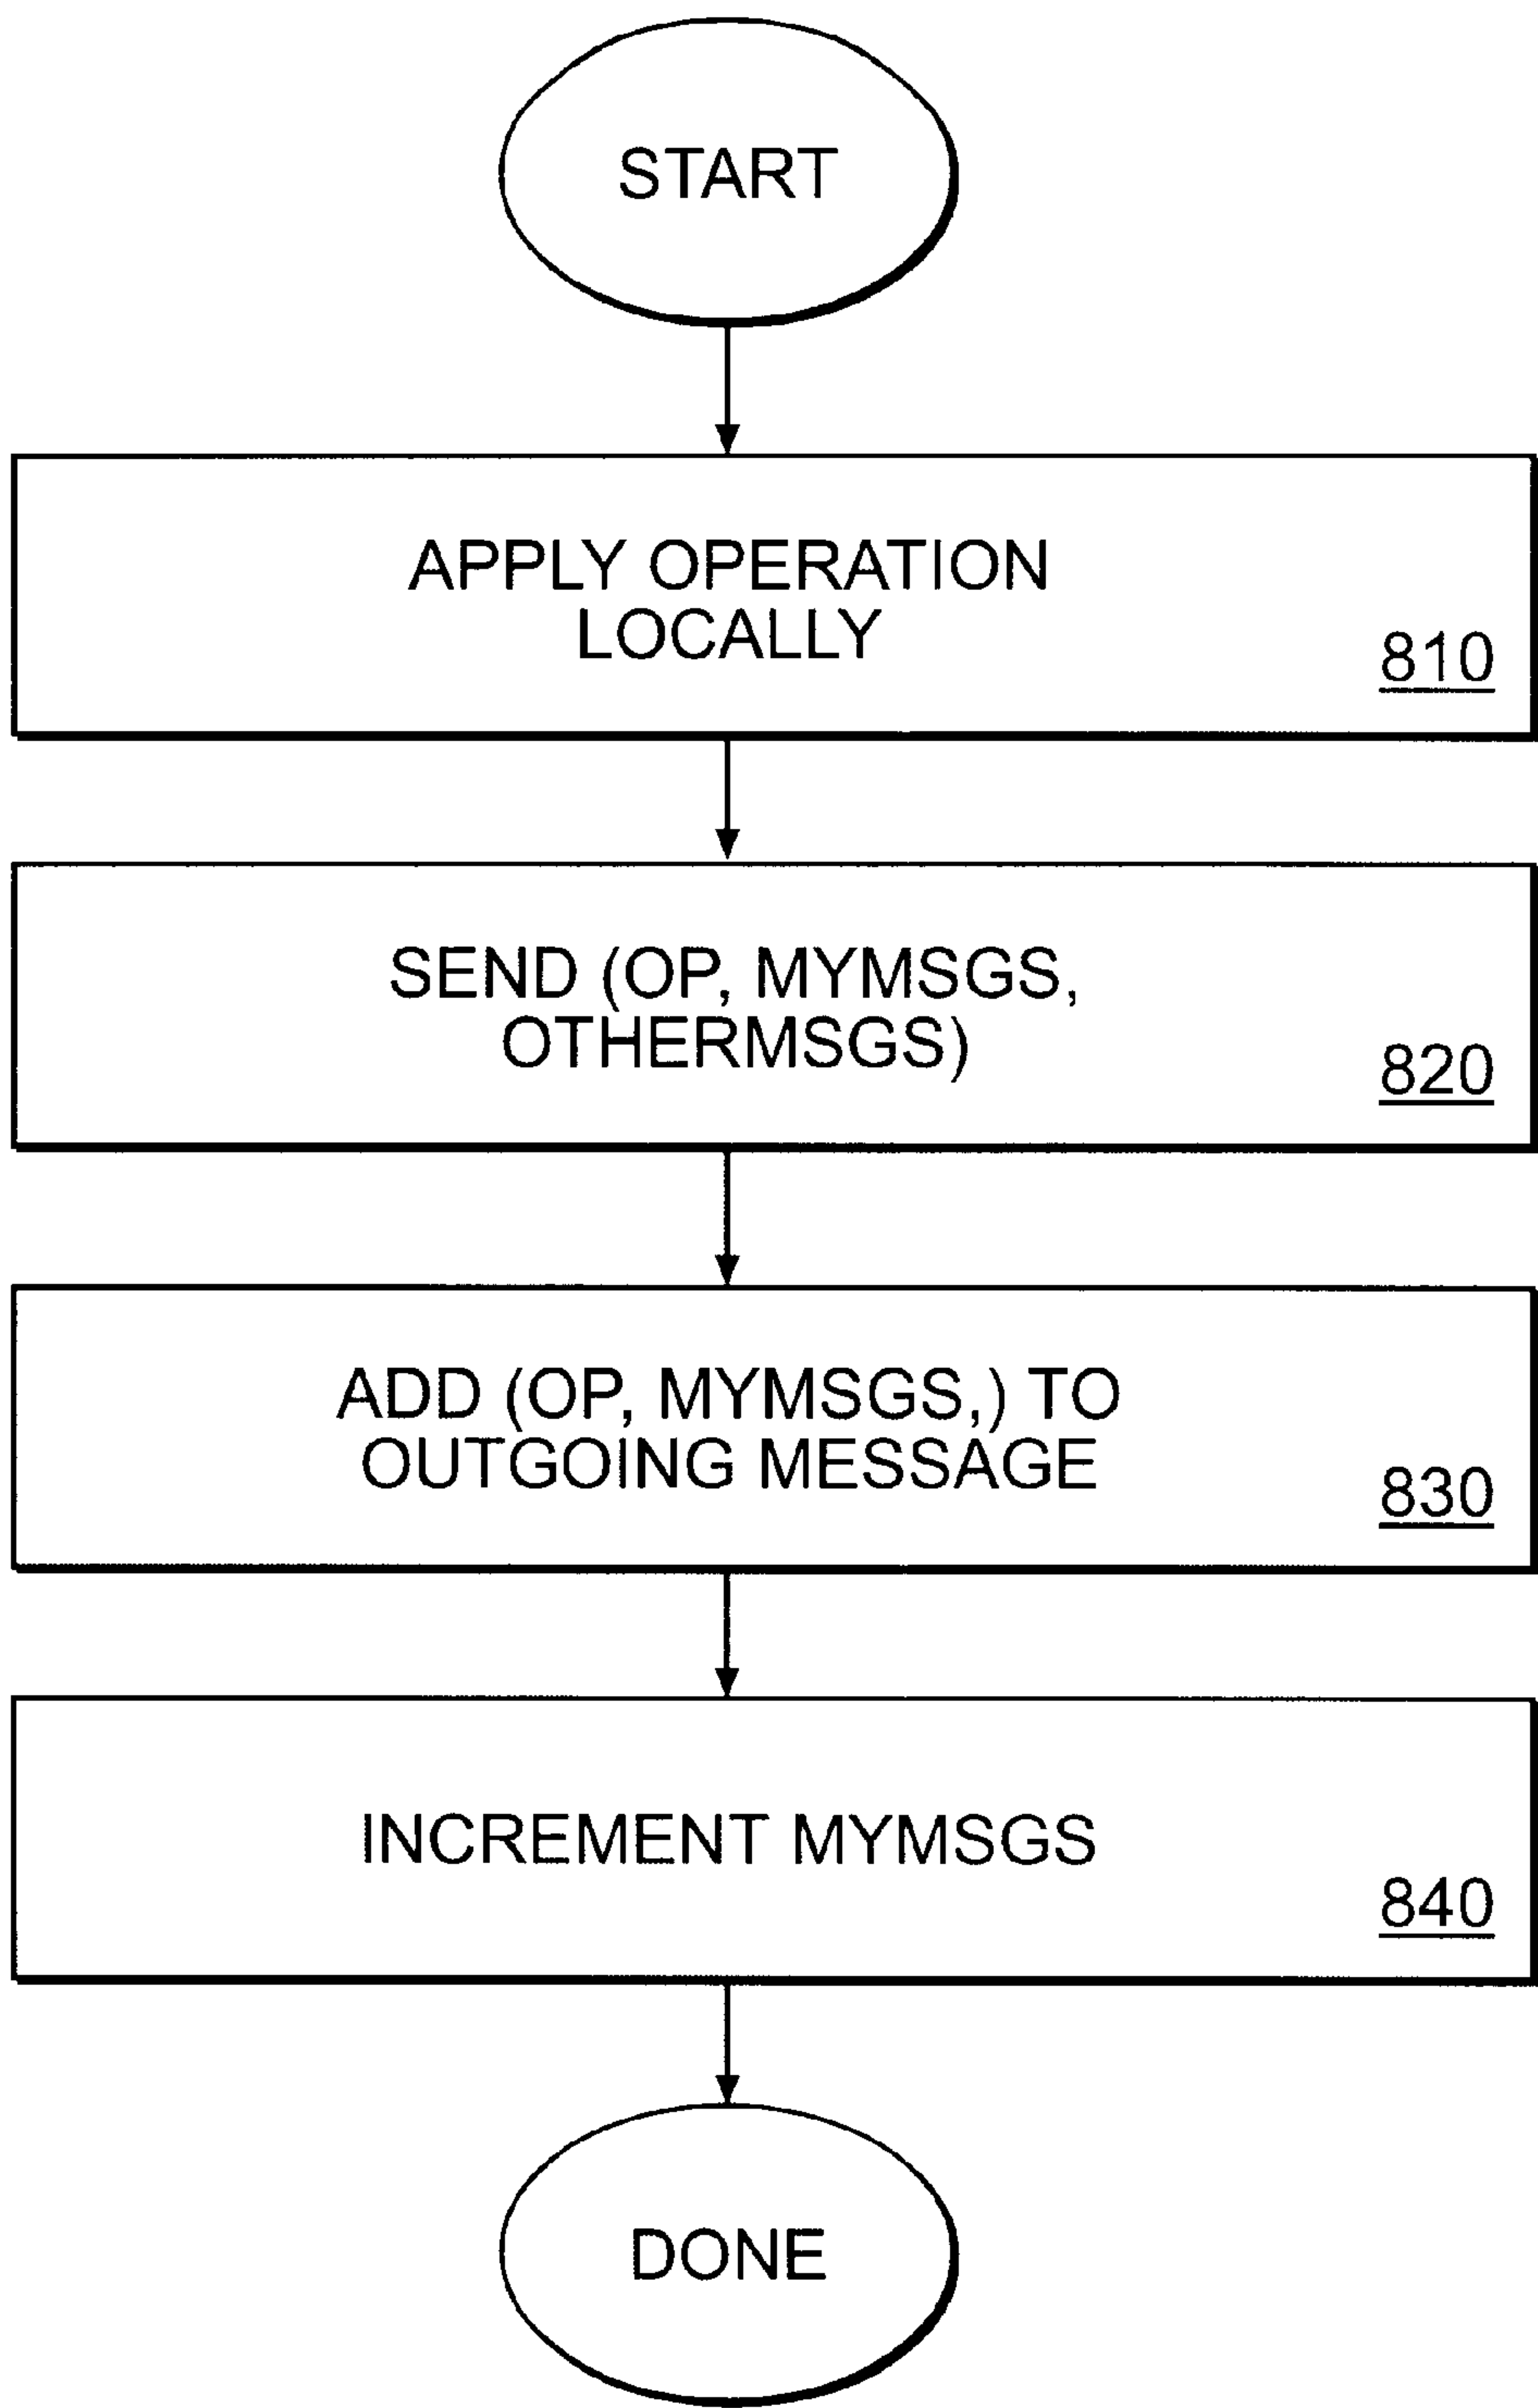 START
APPLY OPERATION
LOCALLY
810
SEND (OP, MYMSGS,
OTHERMSGS)
820
ADD (OP, MYMSGS,) TO
OUTGOING MESSAGE
830
INCREMENT MYMSGS
840
DONE